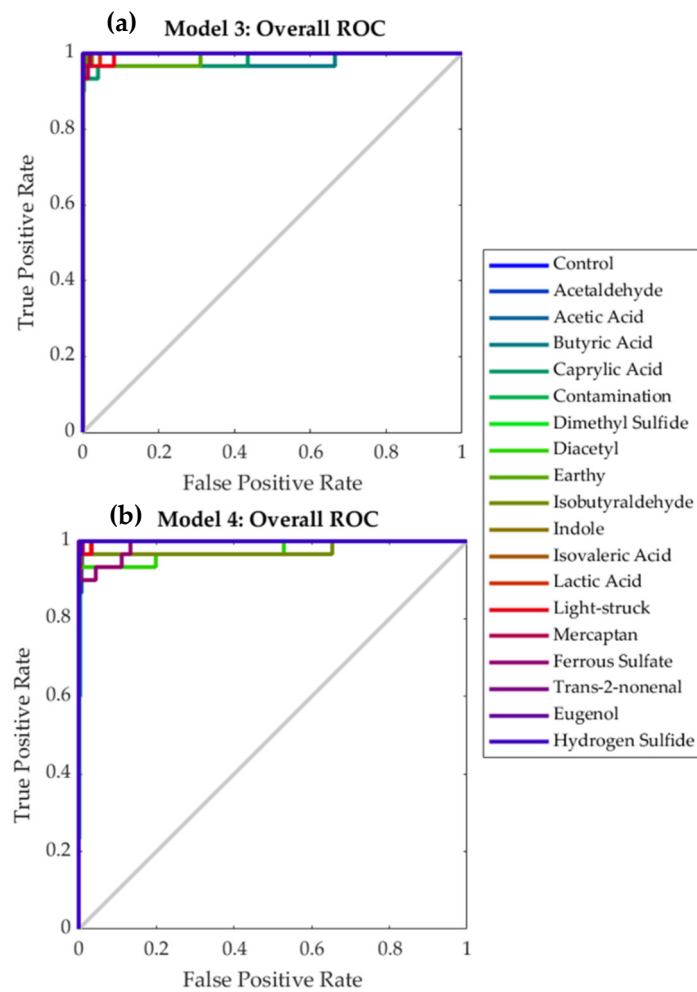 (a)
Model 3: Overall ROC
1
0.8
0.6
0.4
0.2
0
True Positive Rate
0 0.2 0.4 0.6 0.8 1
False Positive Rate
(b)
Model 4: Overall ROC
1
0.8
0.6
0.4
0.2
0
True Positive Rate
0 0.2 0.4 0.6 0.8 1
False Positive Rate
Control
Acetaldehyde
Acetic Acid
Butyric Acid
Caprylic Acid
Contamination
Dimethyl Sulfide
Diacetyl
Earthy
Isobutyraldehyde
Indole
Isovaleric Acid
Lactic Acid
Light-struck
Mercaptan
Ferrous Sulfate
Trans-2-nonenal
Eugenol
Hydrogen Sulfide